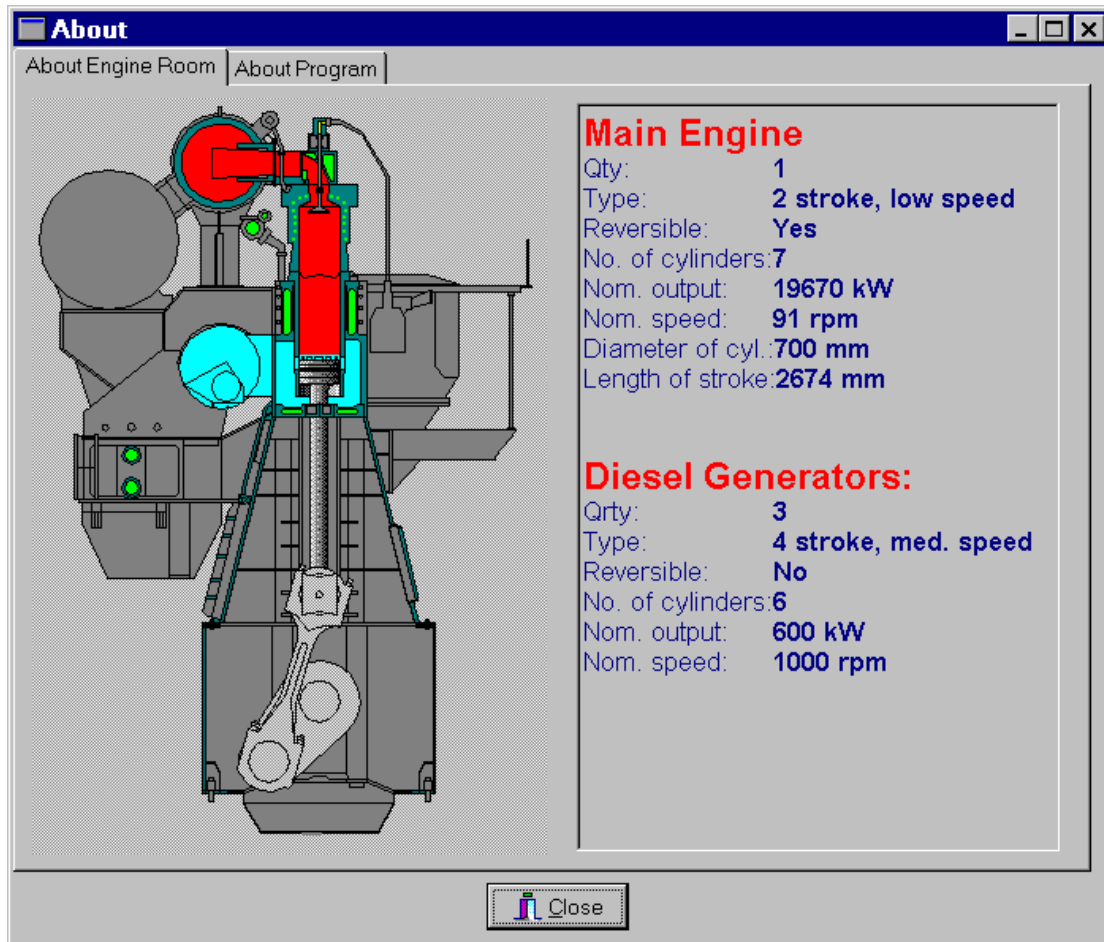 About
About Engine Room About Program
Main Engine
Qty: 1
Type: 2 stroke, low speed
Reversible: Yes
No. of cylinders:7
Nom. output: 19670 kW
Nom. speed: 91 rpm
Diameter of cyl.:700 mm
Length of stroke:2674 mm
Diesel Generators:
Qrty: 3
Type: 4 stroke, med. speed
Reversible: No
No. of cylinders:6
Nom. output: 600 kW
Nom. speed: 1000 rpm
Close